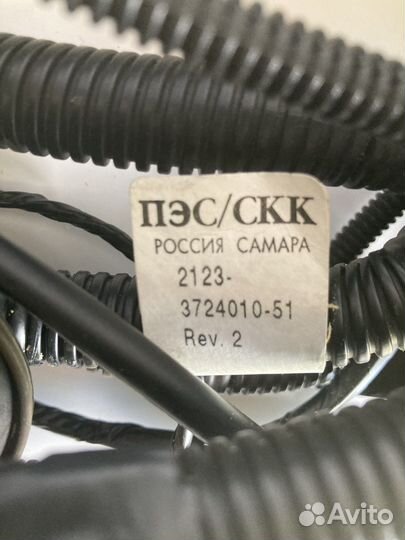 ПЭС/СКК
РОССИЯ САМАРА
2123-
3724010-51
Rev. 2
Avito